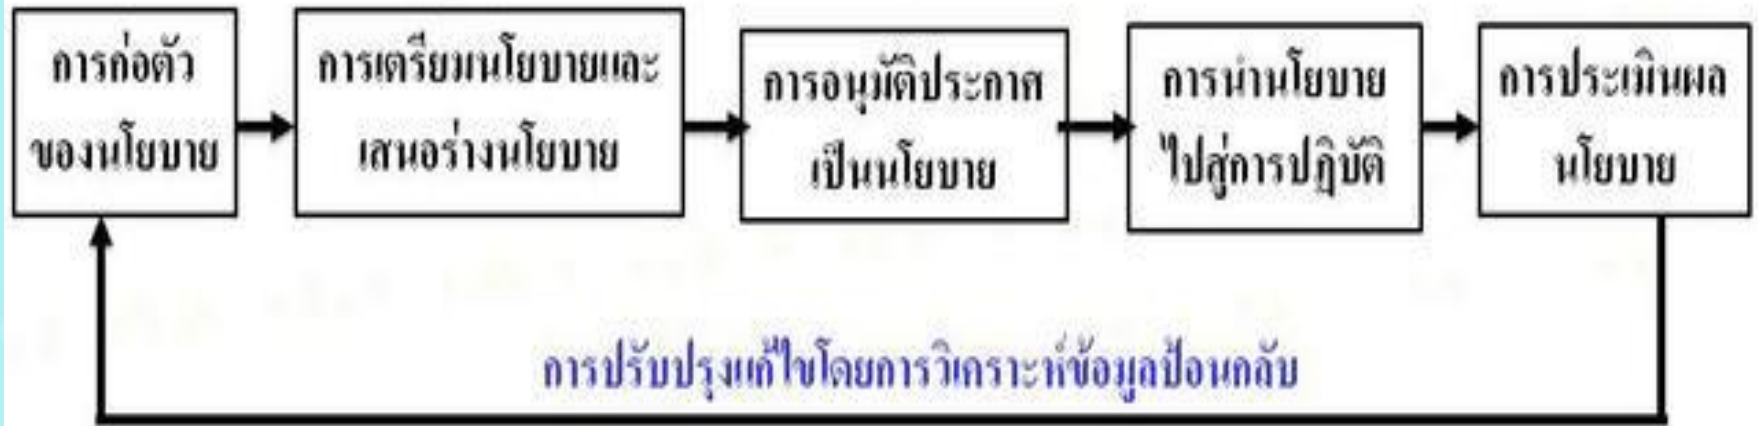 การก่อตัว
ของนโยบาย
การเตรียมนโยบายและ
เสนอร่างนโยบาย
การอนุมัติประกาศ
เป็นนโยบาย
การนำนโยบาย
ไปสู่การปฏิบัติ
การประเมินผล
นโยบาย
การปรับปรุงแก้ไขโดยการวิเคราะห์ข้อมูลป้อนกลับ